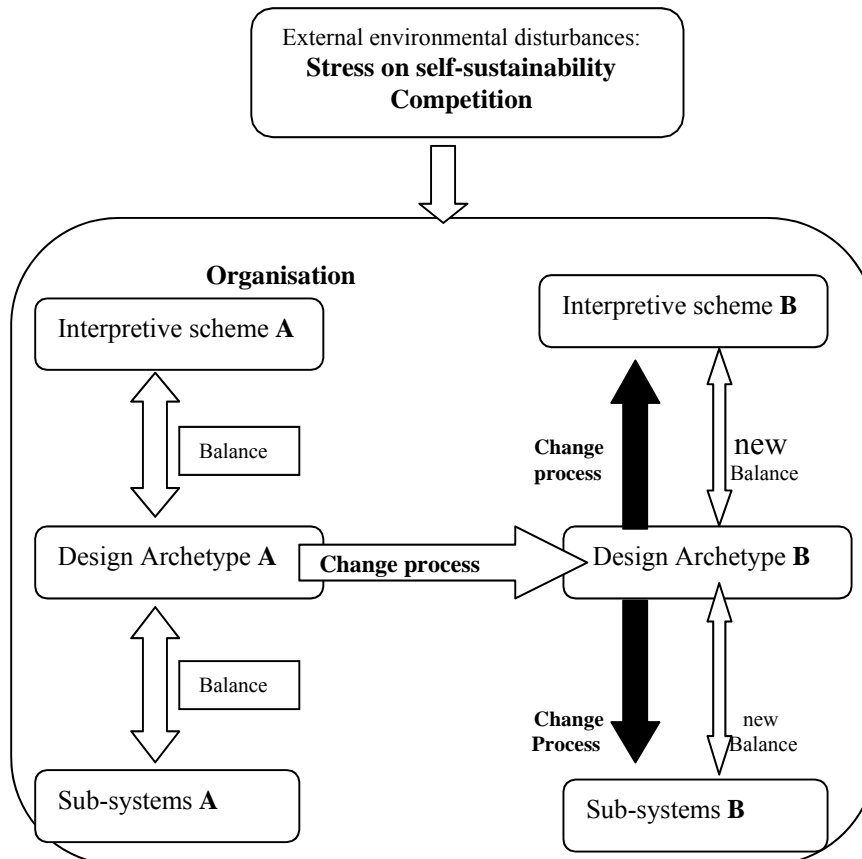 External environmental disturbances:
Stress on self-sustainability
Competition
Organisation
Interpretive scheme A
Interpretive scheme B
Balance
Change
process
new
Balance
Design Archetype A
Change process
Design Archetype B
Balance
Change
Process
new
Balance
Sub-systems A
Sub-systems B